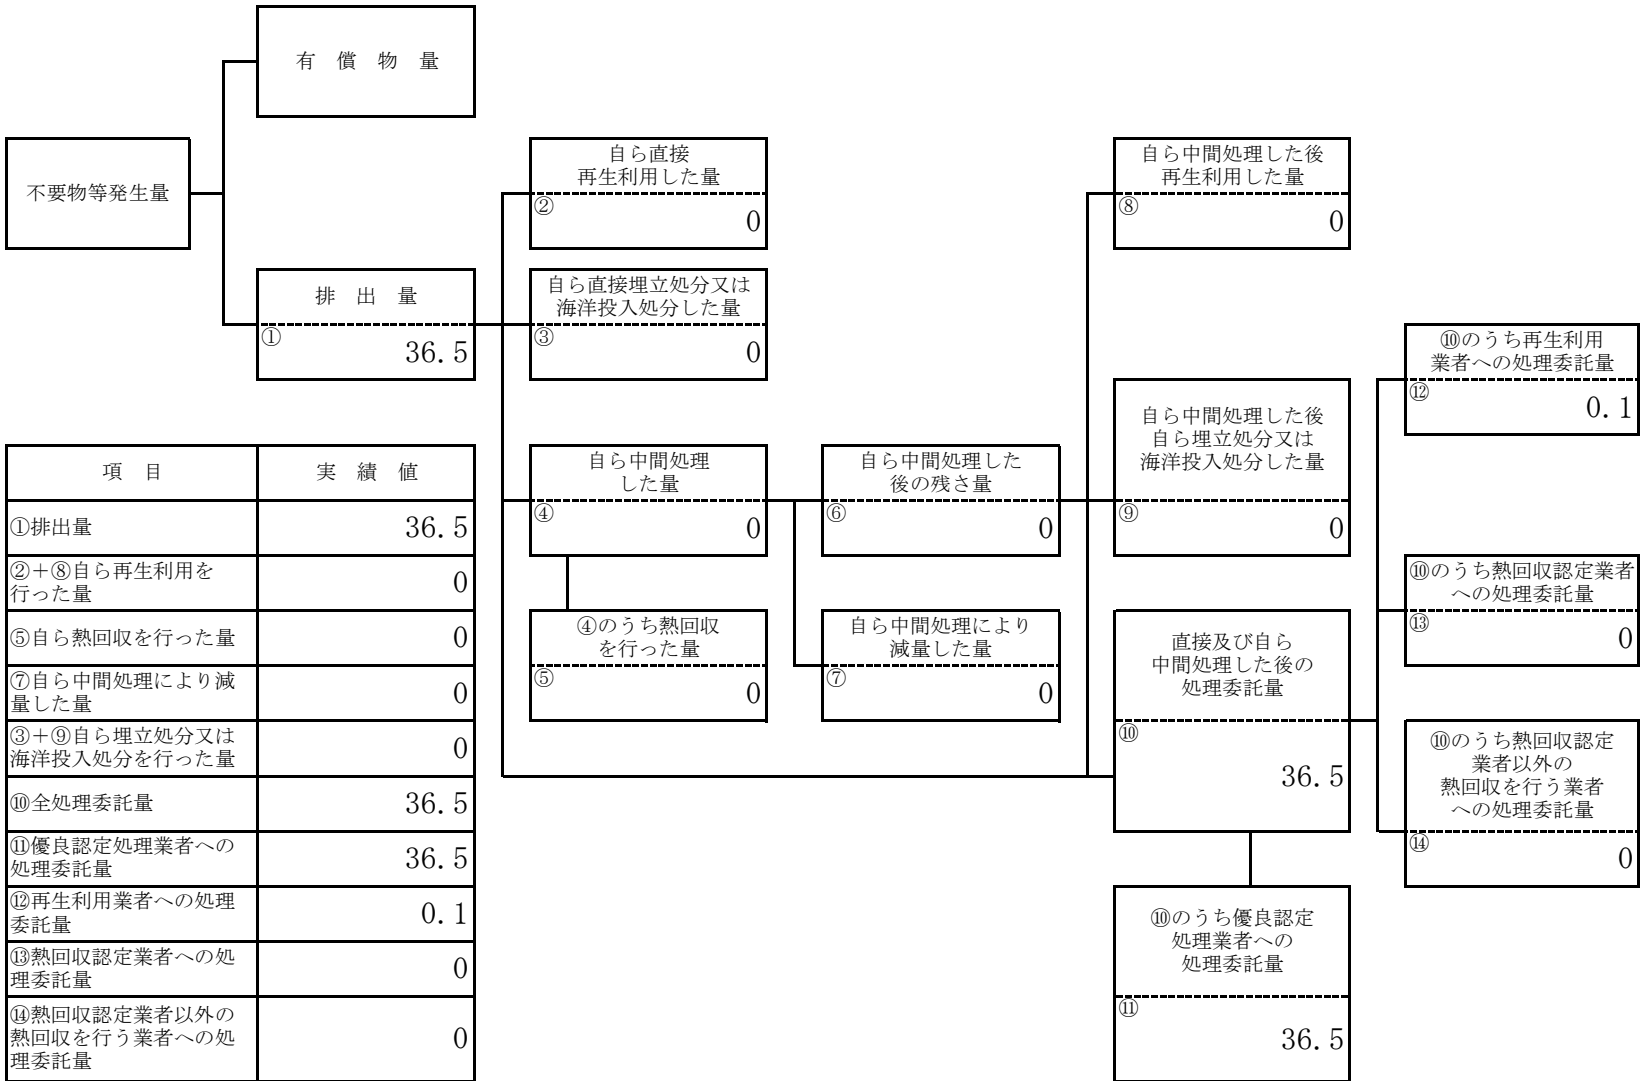 有　償　物　量
不要物等発生量
排　出　量
①
36.5
自ら直接
再生利用した量
②
0
自ら直接埋立処分又は
海洋投入処分した量
③
0
自ら中間処理
した量
④
0
④のうち熱回収
を行った量
⑤
0
自ら中間処理した
後の残さ量
⑥
0
自ら中間処理により
減量した量
⑦
0
自ら中間処理した後
再生利用した量
⑧
0
自ら中間処理した後
自ら埋立処分又は
海洋投入処分した量
⑨
0
直接及び自ら
中間処理した後の
処理委託量
⑩
36.5
⑩のうち優良認定
処理業者への
処理委託量
⑪
36.5
⑩のうち再生利用
業者への処理委託量
⑫
0.1
⑩のうち熱回収認定業者
への処理委託量
⑬
0
⑩のうち熱回収認定
業者以外の
熱回収を行う業者
への処理委託量
⑭
0
項　目
実　績　値
①排出量
36.5
②＋⑧自ら再生利用を
行った量
0
⑤自ら熱回収を行った量
0
⑦自ら中間処理により減
量した量
0
③＋⑨自ら埋立処分又は
海洋投入処分を行った量
0
⑩全処理委託量
36.5
⑪優良認定処理業者への
処理委託量
36.5
⑫再生利用業者への処理
委託量
0.1
⑬熱回収認定業者への処
理委託量
0
⑭熱回収認定業者以外の
熱回収を行う業者への処
理委託量
0